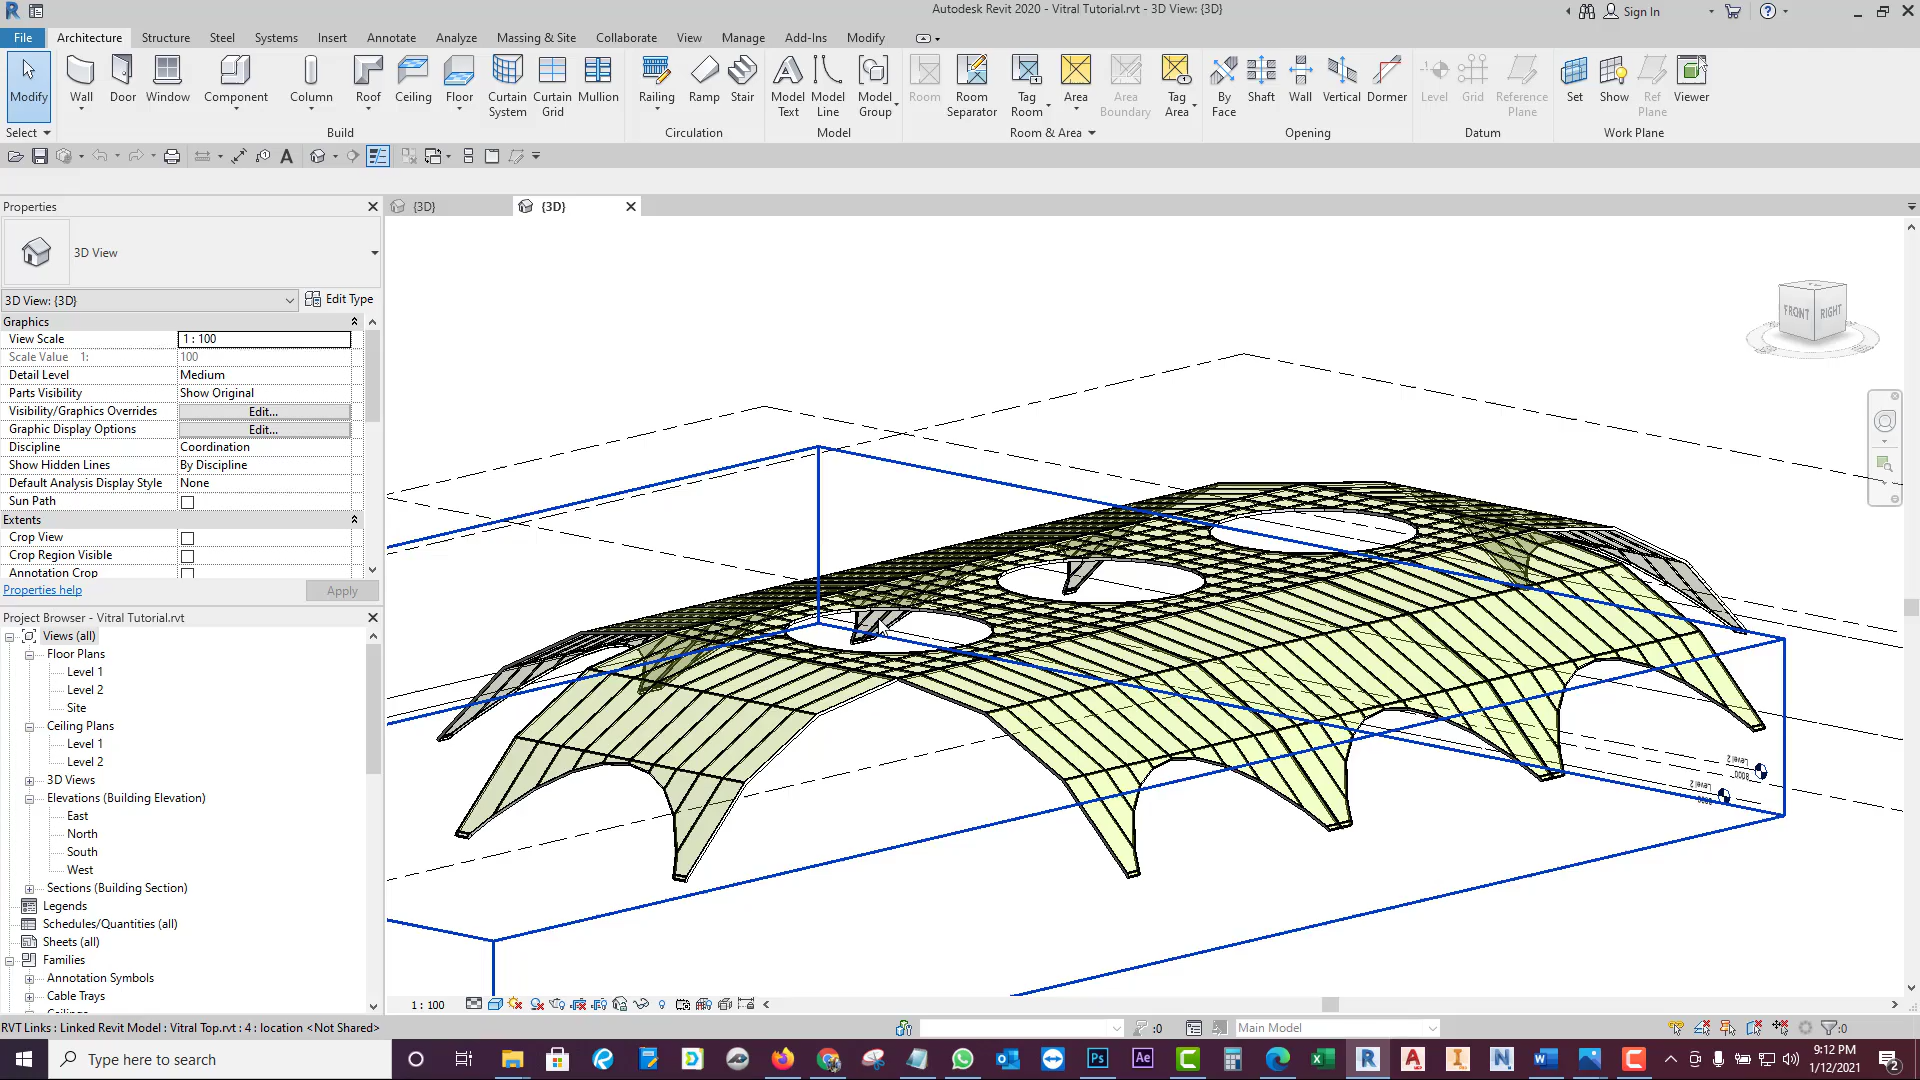 Autodesk Revit 2020 - Vitral Tutorial.rvt - 3D View: {3D}
Sign In
File Architecture Structure Steel Systems Insert Annotate Analyze Massing & Site Collaborate View Manage Add-Ins Modify
Modify Wall Door Window Component Column Roof Ceiling Floor Curtain System Curtain Grid Mullion Railing Ramp Stair Model Text Model Line Model Group Room Room Separator Tag Room Area Area Boundary Tag Area By Face Shaft Wall Vertical Dormer Level Grid Reference Plane Set Show Ref Plane Viewer
Select Build Circulation Model Room & Area Opening Datum Work Plane
Properties
{3D} {3D}
3D View
3D View: {3D} Edit Type
Graphics
View Scale 1 : 100
Scale Value 1: 100
Detail Level Medium
Parts Visibility Show Original
Visibility/Graphics Overrides Edit...
Graphic Display Options Edit...
Discipline Coordination
Show Hidden Lines By Discipline
Default Analysis Display Style None
Sun Path
Extents
Crop View
Crop Region Visible
Annotation Crop
Properties help Apply
Project Browser - Vitral Tutorial.rvt
Views (all)
Floor Plans
Level 1
Level 2
Site
Ceiling Plans
Level 1
Level 2
3D Views
Elevations (Building Elevation)
East
North
South
West
Sections (Building Section)
Legends
Schedules/Quantities (all)
Sheets (all)
Families
Annotation Symbols
Cable Trays
FRONT RIGHT
Level 2
8000
Level 2
1 : 100
RVT Links : Linked Revit Model : Vitral Top.rvt : 4 : location <Not Shared>
:0
Main Model
:0
Type here to search
9:12 PM
1/12/2021
2